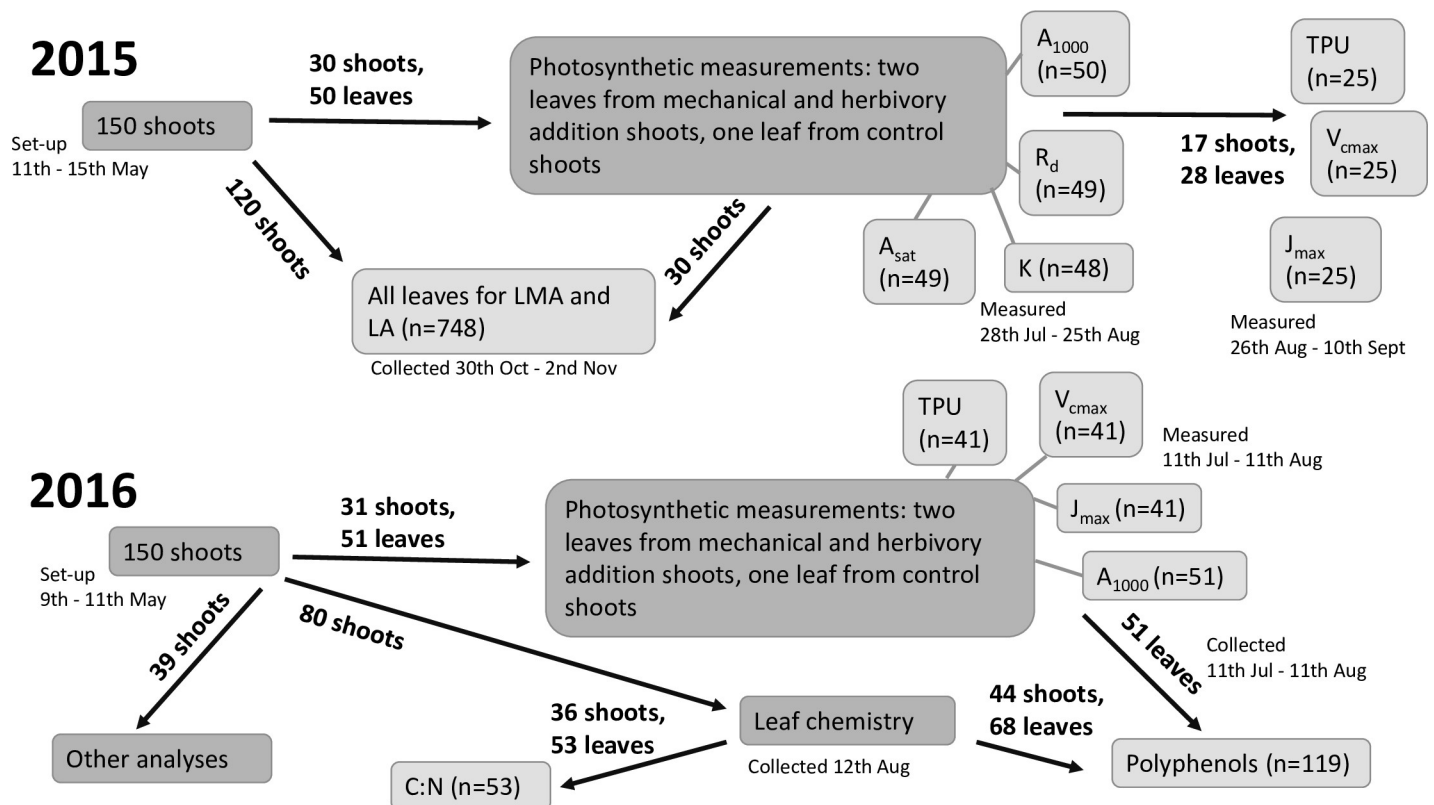 2015
150 shoots
Set-up
11th - 15th May
30 shoots,
50 leaves
120 shoots
Photosynthetic measurements: two
leaves from mechanical and herbivory
addition shoots, one leaf from control
shoots
30 shoots
All leaves for LMA and
LA (n=748)
Collected 30th Oct - 2nd Nov
A1000
(n=50)
Rd
(n=49)
Asat
(n=49)
K (n=48)
Measured
28th Jul - 25th Aug
17 shoots,
28 leaves
TPU
(n=25)
Vcmax
(n=25)
Jmax
(n=25)
Measured
26th Aug - 10th Sept
2016
150 shoots
Set-up
9th - 11th May
31 shoots,
51 leaves
39 shoots
80 shoots
Other analyses
Photosynthetic measurements: two
leaves from mechanical and herbivory
addition shoots, one leaf from control
shoots
TPU
(n=41)
Vcmax
(n=41)
Measured
11th Jul - 11th Aug
Jmax (n=41)
A1000 (n=51)
51 leaves
Collected
11th Jul - 11th Aug
Leaf chemistry
Collected 12th Aug
36 shoots,
53 leaves
C:N (n=53)
44 shoots,
68 leaves
Polyphenols (n=119)